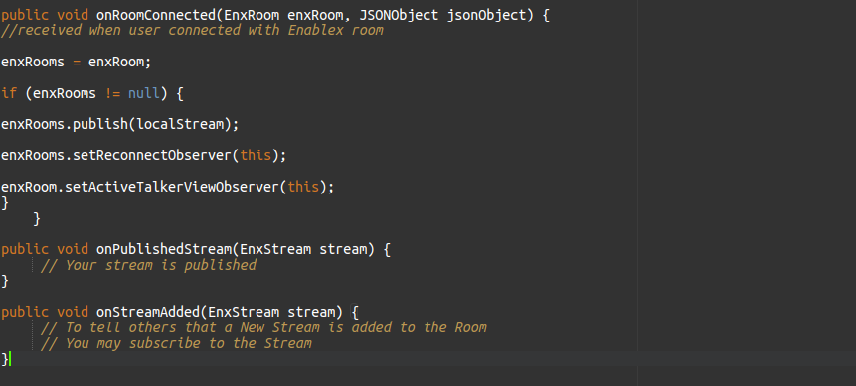 public void onRoomConnected(EnxRoom enxRoom, JSONObject jsonObject) {
//received when user connected with Enablex room
enxRooms = enxRoom;
if (enxRooms != null) {
enxRooms.publish(localStream);
enxRooms.setReconnectObserver(this);
enxRoom.setActiveTalkerViewObserver(this);
}
}
public void onPublishedStream(EnxStream stream) {
// Your stream is published
}
public void onStreamAdded(EnxStream stream) {
// To tell others that a New Stream is added to the Room
// You may subscribe to the Stream
}